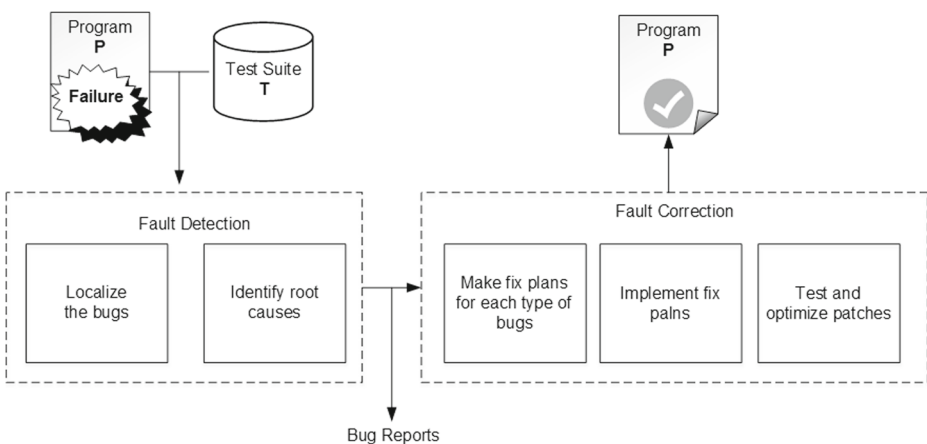 Program
P
Failure
Test Suite
T
Program
P
Fault Detection
Localize
the bugs
Identify root
causes
Fault Correction
Make fix plans
for each type of
bugs
Implement fix
palns
Test and
optimize patches
Bug Reports